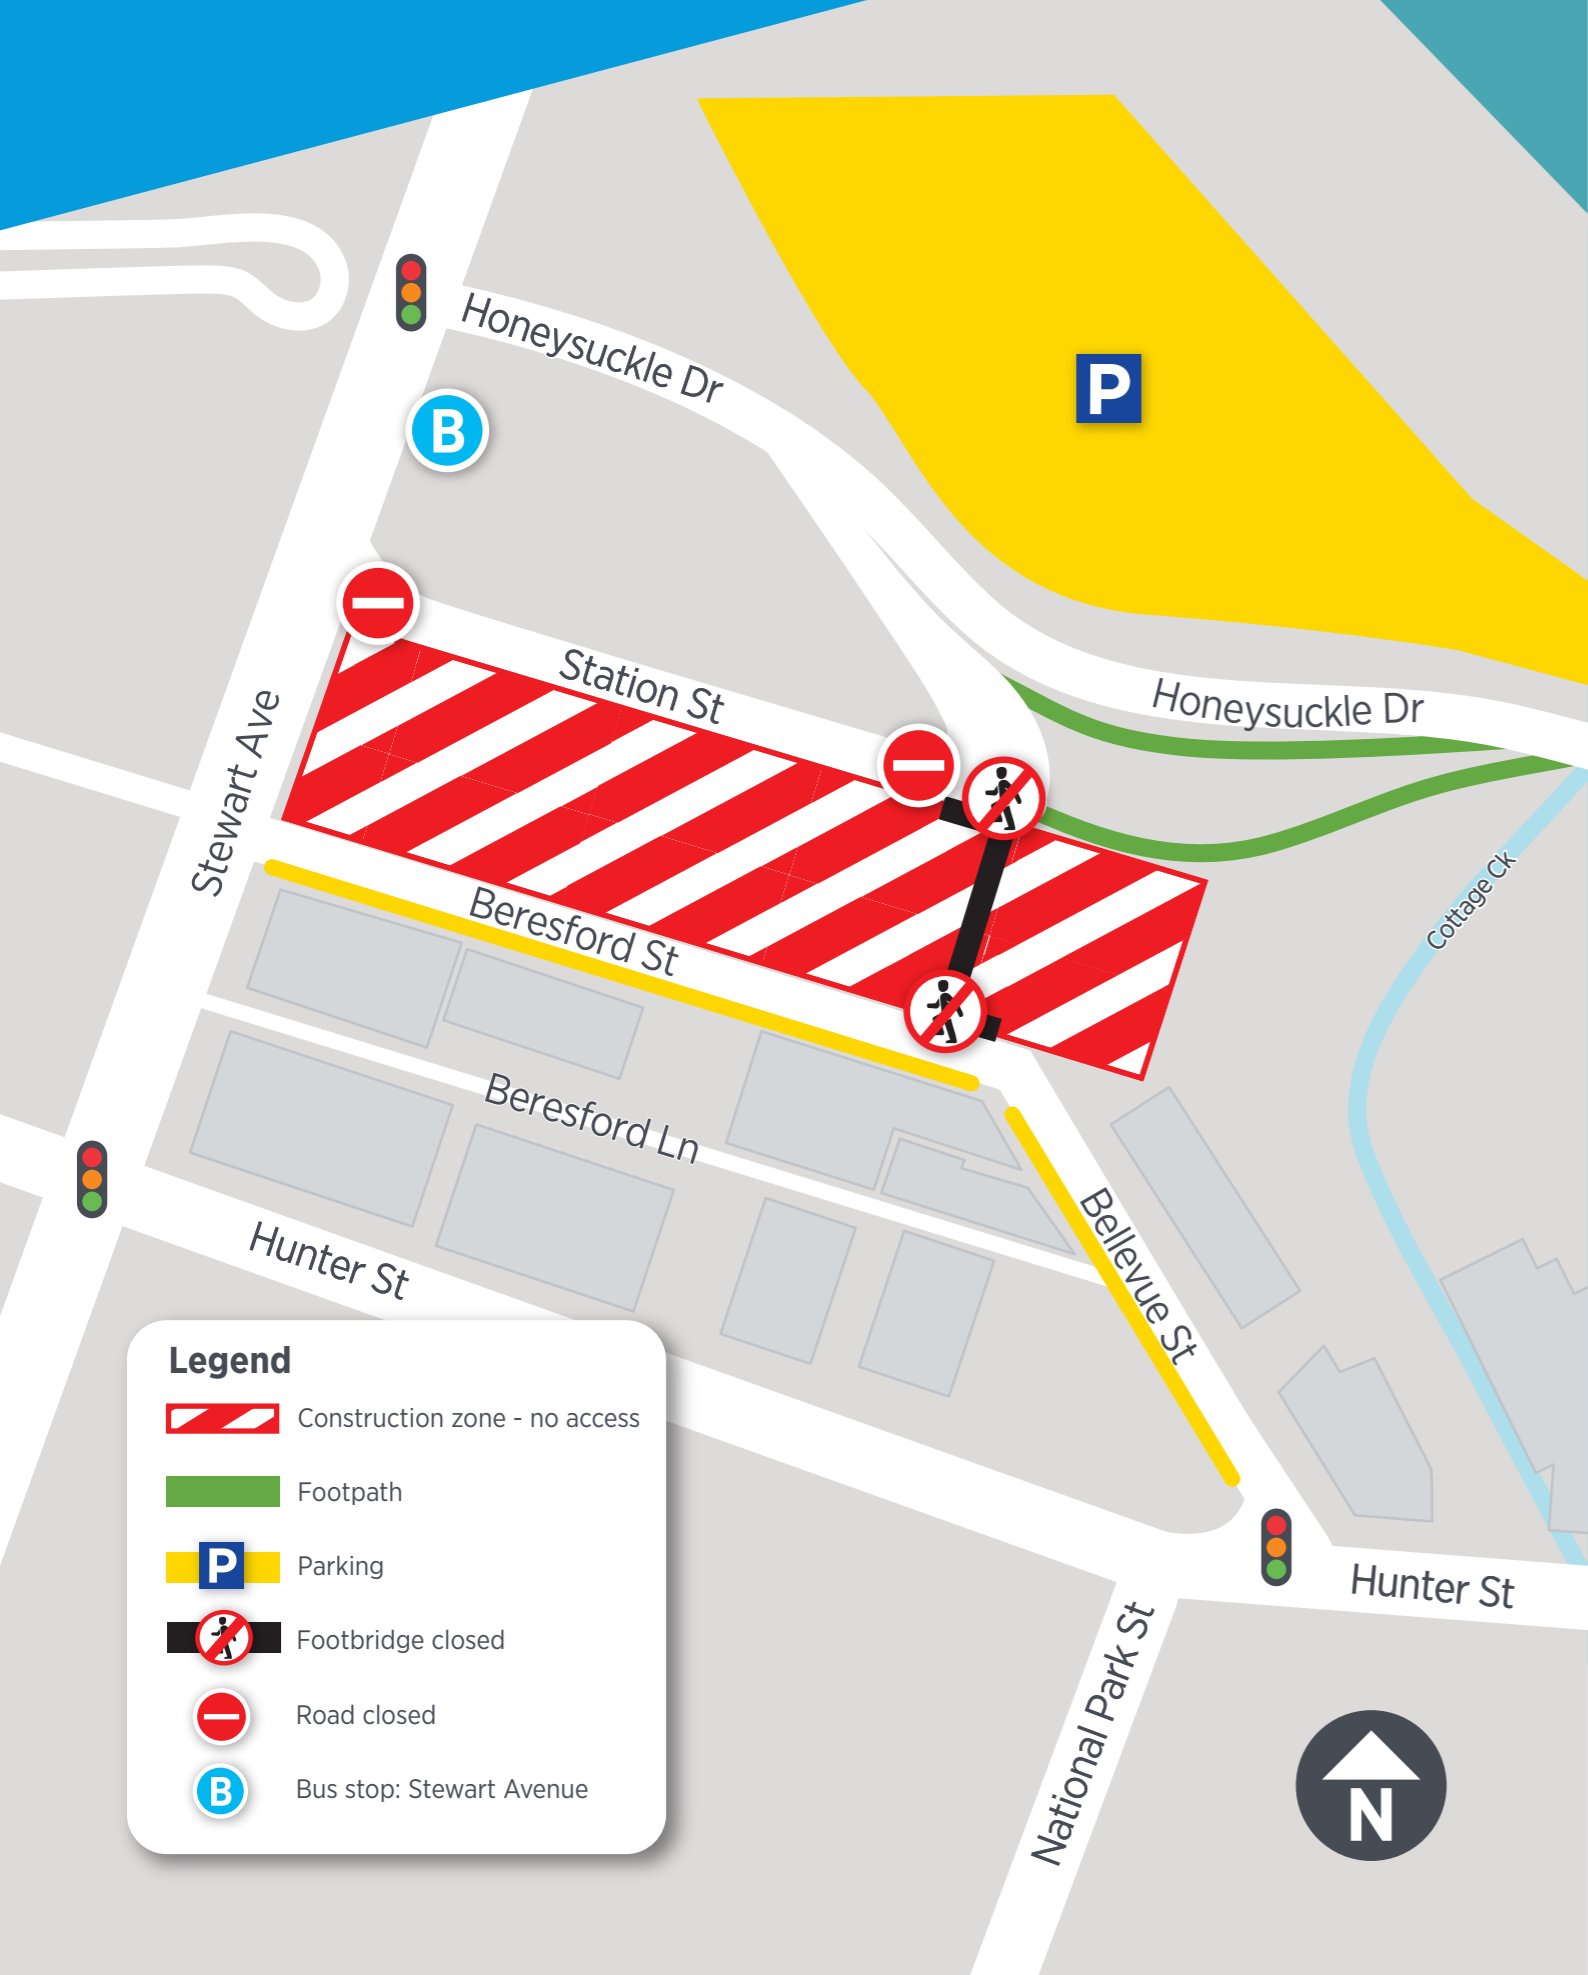 Honeysuckle Dr
P
B
Station St
Honeysuckle Dr
Stewart Ave
Cottage Ck
Beresford St
Beresford Ln
Bellevue St
Hunter St
Legend
Construction zone - no access
Footpath
P Parking
Footbridge closed
Road closed
B Bus stop: Stewart Avenue
Hunter St
National Park St
N